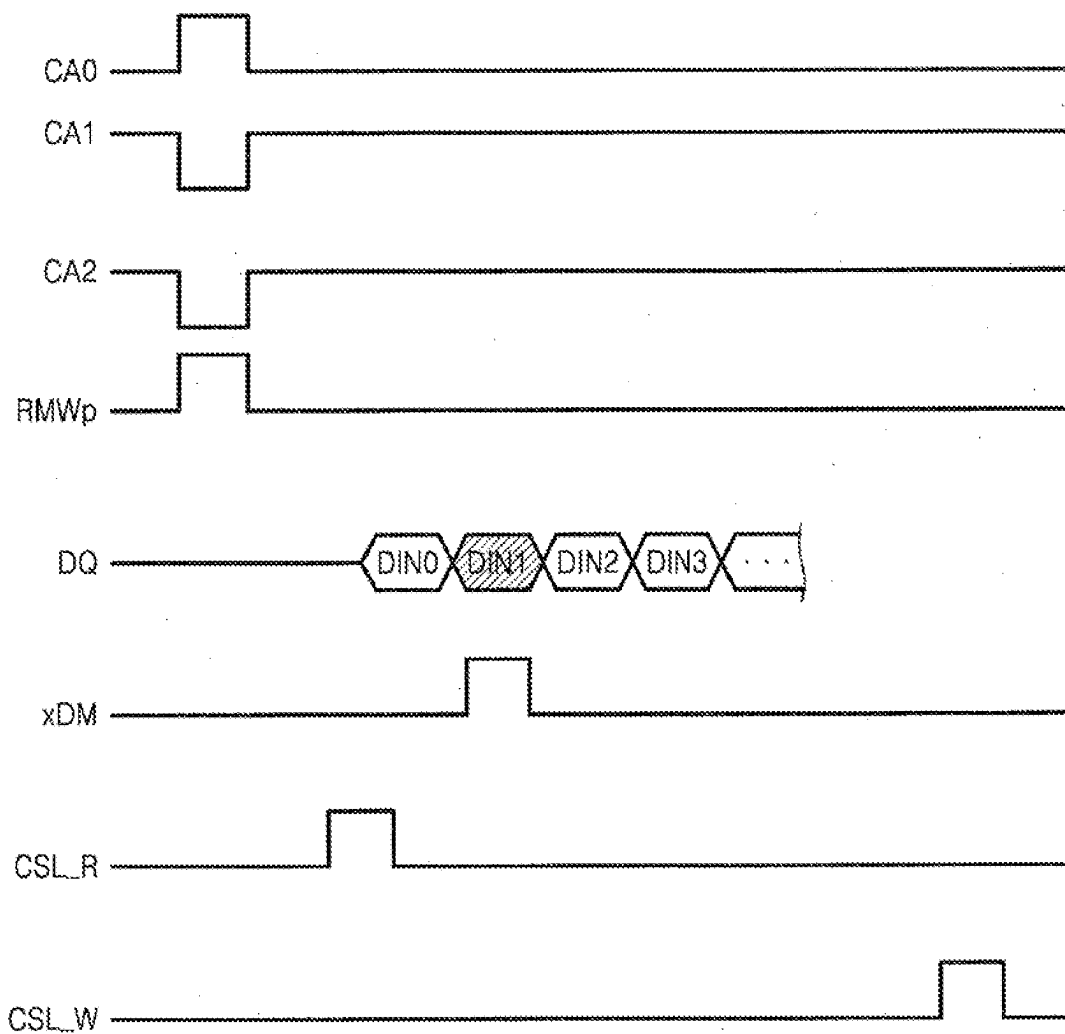 CA0
CA1
CA2
RMWp
DQ DIN0 DIN1 DIN2 DIN3 ···
xDM
CSL_R
CSL_W